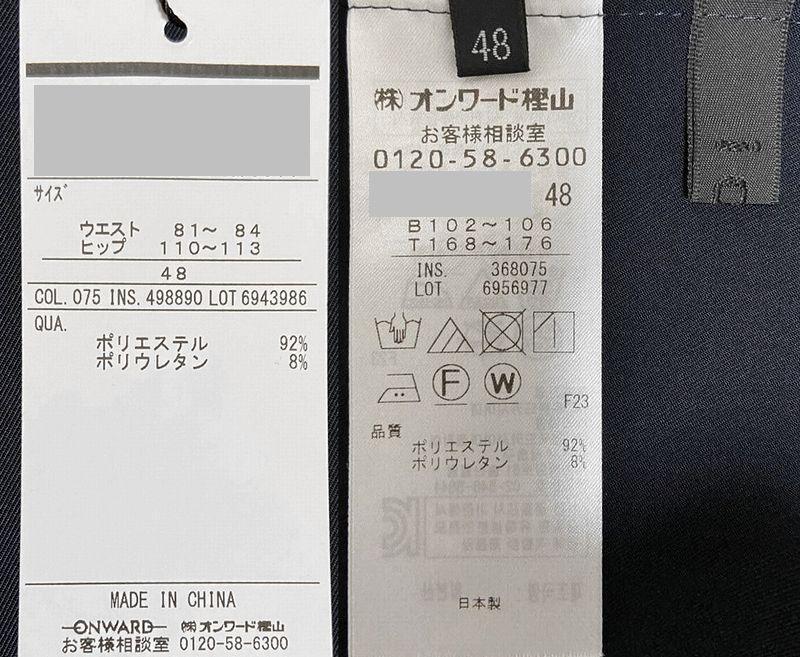 サイズ
ウエスト 81〜 84
ヒップ 110〜113
48
COL. 075 INS. 498890 LOT 6943986
QUA.
ポリエステル 92%
ポリウレタン 8%
MADE IN CHINA
ONWARD ㈱オンワード樫山
お客様相談室 0120-58-6300
48
㈱オンワード樫山
お客様相談室
0120-58-6300
48
B102〜106
T168〜176
INS. 368075
LOT 6956977
F W
F23
品質
ポリエステル 92%
ポリウレタン 8%
日本製